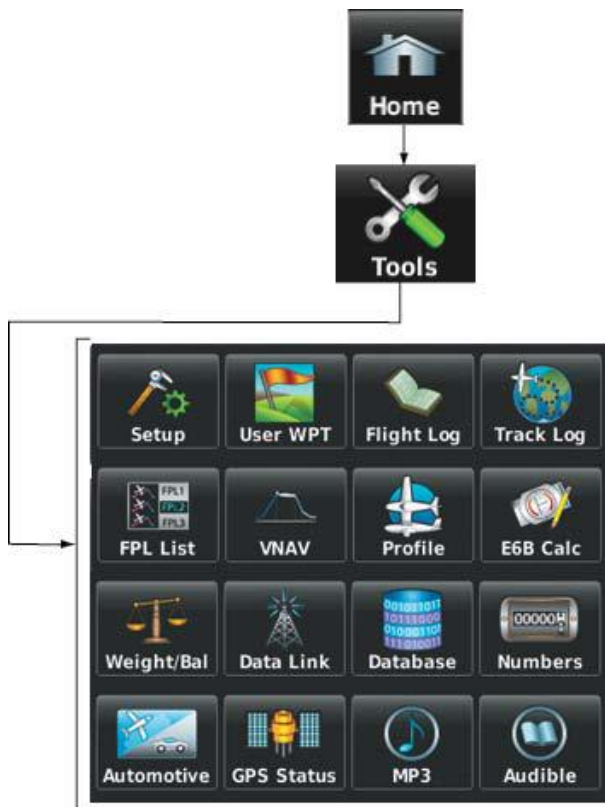 Home
Tools
Setup
User WPT
Flight Log
Track Log
FPL1
FPL2
FPL3
FPL List
VNAV
Profile
E6B Calc
Weight/Bal
Data Link
Database
00000
Numbers
Automotive
GPS Status
MP3
Audible